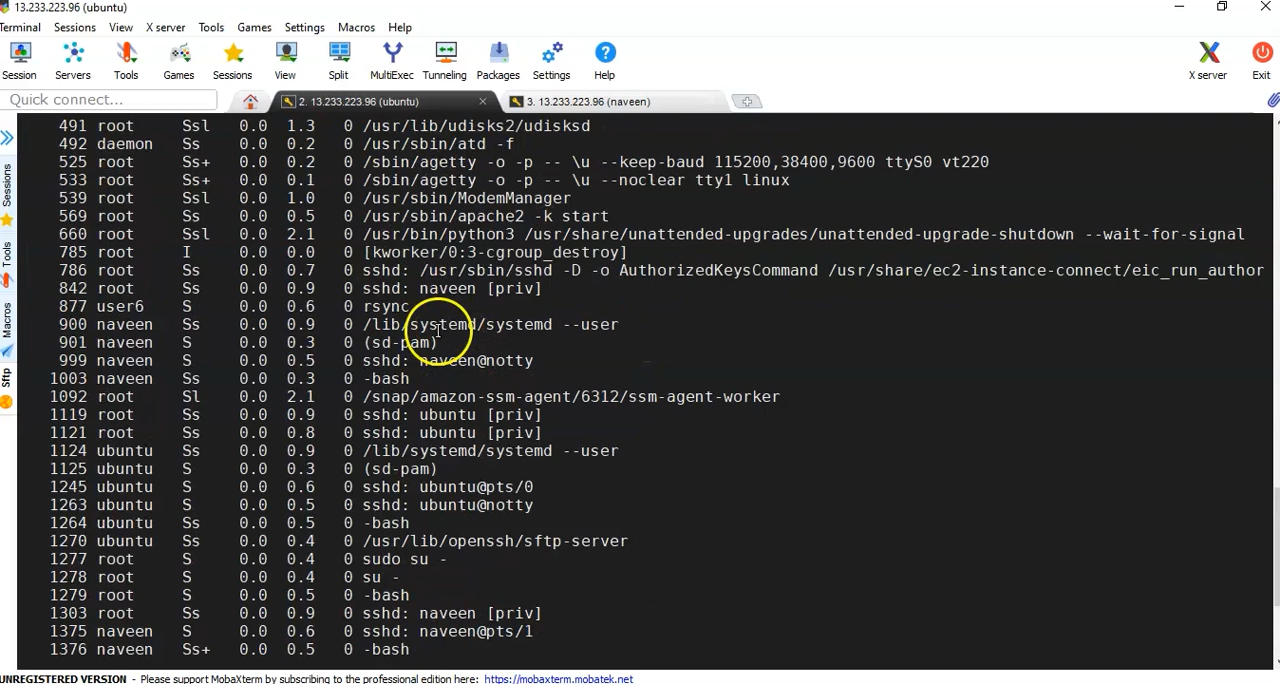 13.233.223.96 (ubuntu)
Terminal Sessions View X server Tools Games Settings Macros Help
Session Servers Tools Games Sessions View Split MultiExec Tunneling Packages Settings Help X server Exit
Quick connect... 2. 13.233.223.96 (ubuntu) 3. 13.233.223.96 (naveen)
Sessions
Tools
Macros
Sftp
491 root Ssl 0.0 1.3 0 /usr/lib/udisks2/udisksd
492 daemon Ss 0.0 0.2 0 /usr/sbin/atd -f
525 root Ss+ 0.0 0.2 0 /sbin/agetty -o -p -- \u --keep-baud 115200,38400,9600 ttyS0 vt220
533 root Ss+ 0.0 0.1 0 /sbin/agetty -o -p -- \u --noclear tty1 linux
539 root Ssl 0.0 1.0 0 /usr/sbin/ModemManager
569 root Ss 0.0 0.5 0 /usr/sbin/apache2 -k start
660 root Ssl 0.0 2.1 0 /usr/bin/python3 /usr/share/unattended-upgrades/unattended-upgrade-shutdown --wait-for-signal
785 root I 0.0 0.0 0 [kworker/0:3-cgroup_destroy]
786 root Ss 0.0 0.7 0 sshd: /usr/sbin/sshd -D -o AuthorizedKeysCommand /usr/share/ec2-instance-connect/eic_run_author
842 root Ss 0.0 0.9 0 sshd: naveen [priv]
877 user6 S 0.0 0.6 0 rsync
900 naveen Ss 0.0 0.9 0 /lib/systemd/systemd --user
901 naveen S 0.0 0.3 0 (sd-pam)
999 naveen S 0.0 0.5 0 sshd: naveen@notty
1003 naveen Ss 0.0 0.3 0 -bash
1092 root Sl 0.0 2.1 0 /snap/amazon-ssm-agent/6312/ssm-agent-worker
1119 root Ss 0.0 0.9 0 sshd: ubuntu [priv]
1121 root Ss 0.0 0.8 0 sshd: ubuntu [priv]
1124 ubuntu Ss 0.0 0.9 0 /lib/systemd/systemd --user
1125 ubuntu S 0.0 0.3 0 (sd-pam)
1245 ubuntu S 0.0 0.6 0 sshd: ubuntu@pts/0
1263 ubuntu S 0.0 0.5 0 sshd: ubuntu@notty
1264 ubuntu Ss 0.0 0.5 0 -bash
1270 ubuntu Ss 0.0 0.4 0 /usr/lib/openssh/sftp-server
1277 root S 0.0 0.4 0 sudo su -
1278 root S 0.0 0.4 0 su -
1279 root S 0.0 0.5 0 -bash
1303 root Ss 0.0 0.9 0 sshd: naveen [priv]
1375 naveen S 0.0 0.6 0 sshd: naveen@pts/1
1376 naveen Ss+ 0.0 0.5 0 -bash
UNREGISTERED VERSION - Please support MobaXterm by subscribing to the professional edition here: https://mobaxterm.mobatek.net